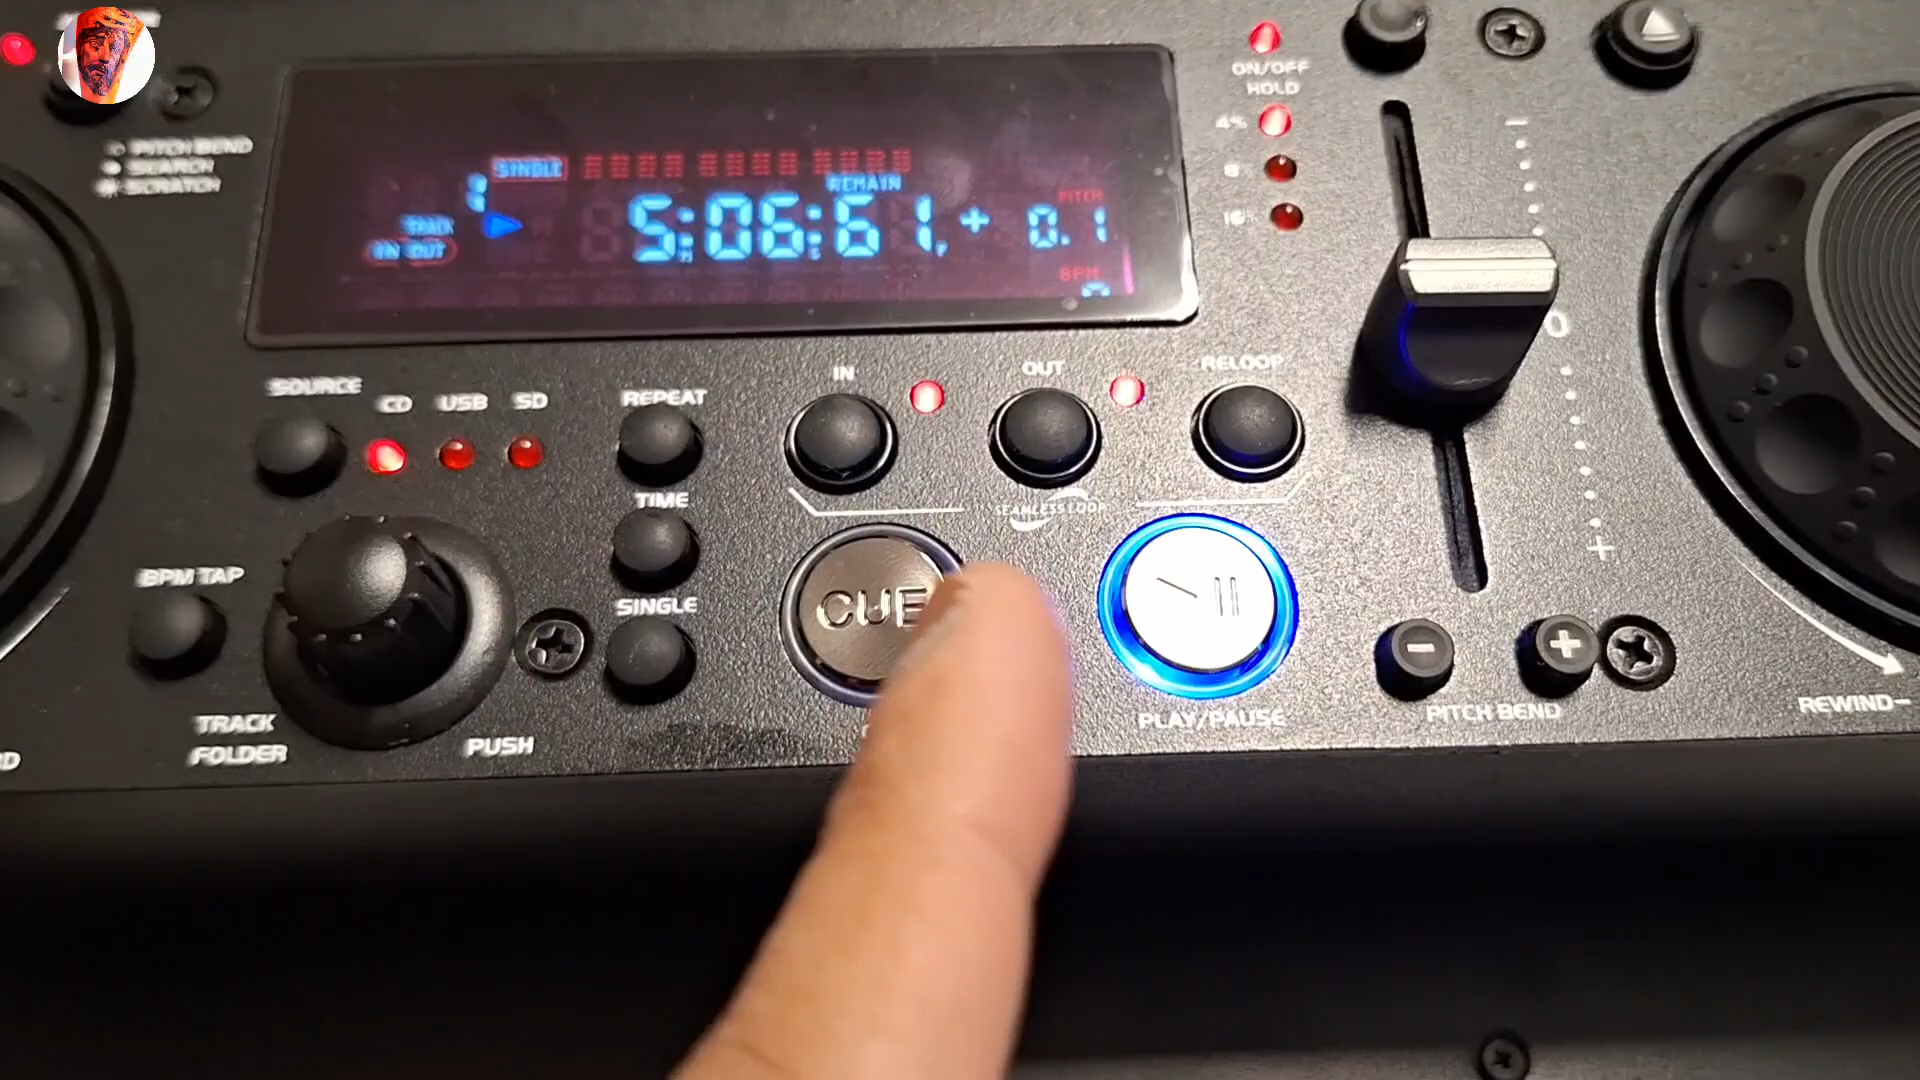 PITCH BEND
SEARCH
SCRATCH
SINGLE
REMAIN
TRACK
IN OUT
5:06:61
+ 0.1
PITCH
BPM
ON/OFF
HOLD
4%
8
16
−
0
+
SOURCE
CD
USB
SD
REPEAT
TIME
SINGLE
IN
OUT
RELOOP
SEAMLESS LOOP
BPM TAP
TRACK
FOLDER
PUSH
CUE
PLAY/PAUSE
PITCH BEND
REWIND-